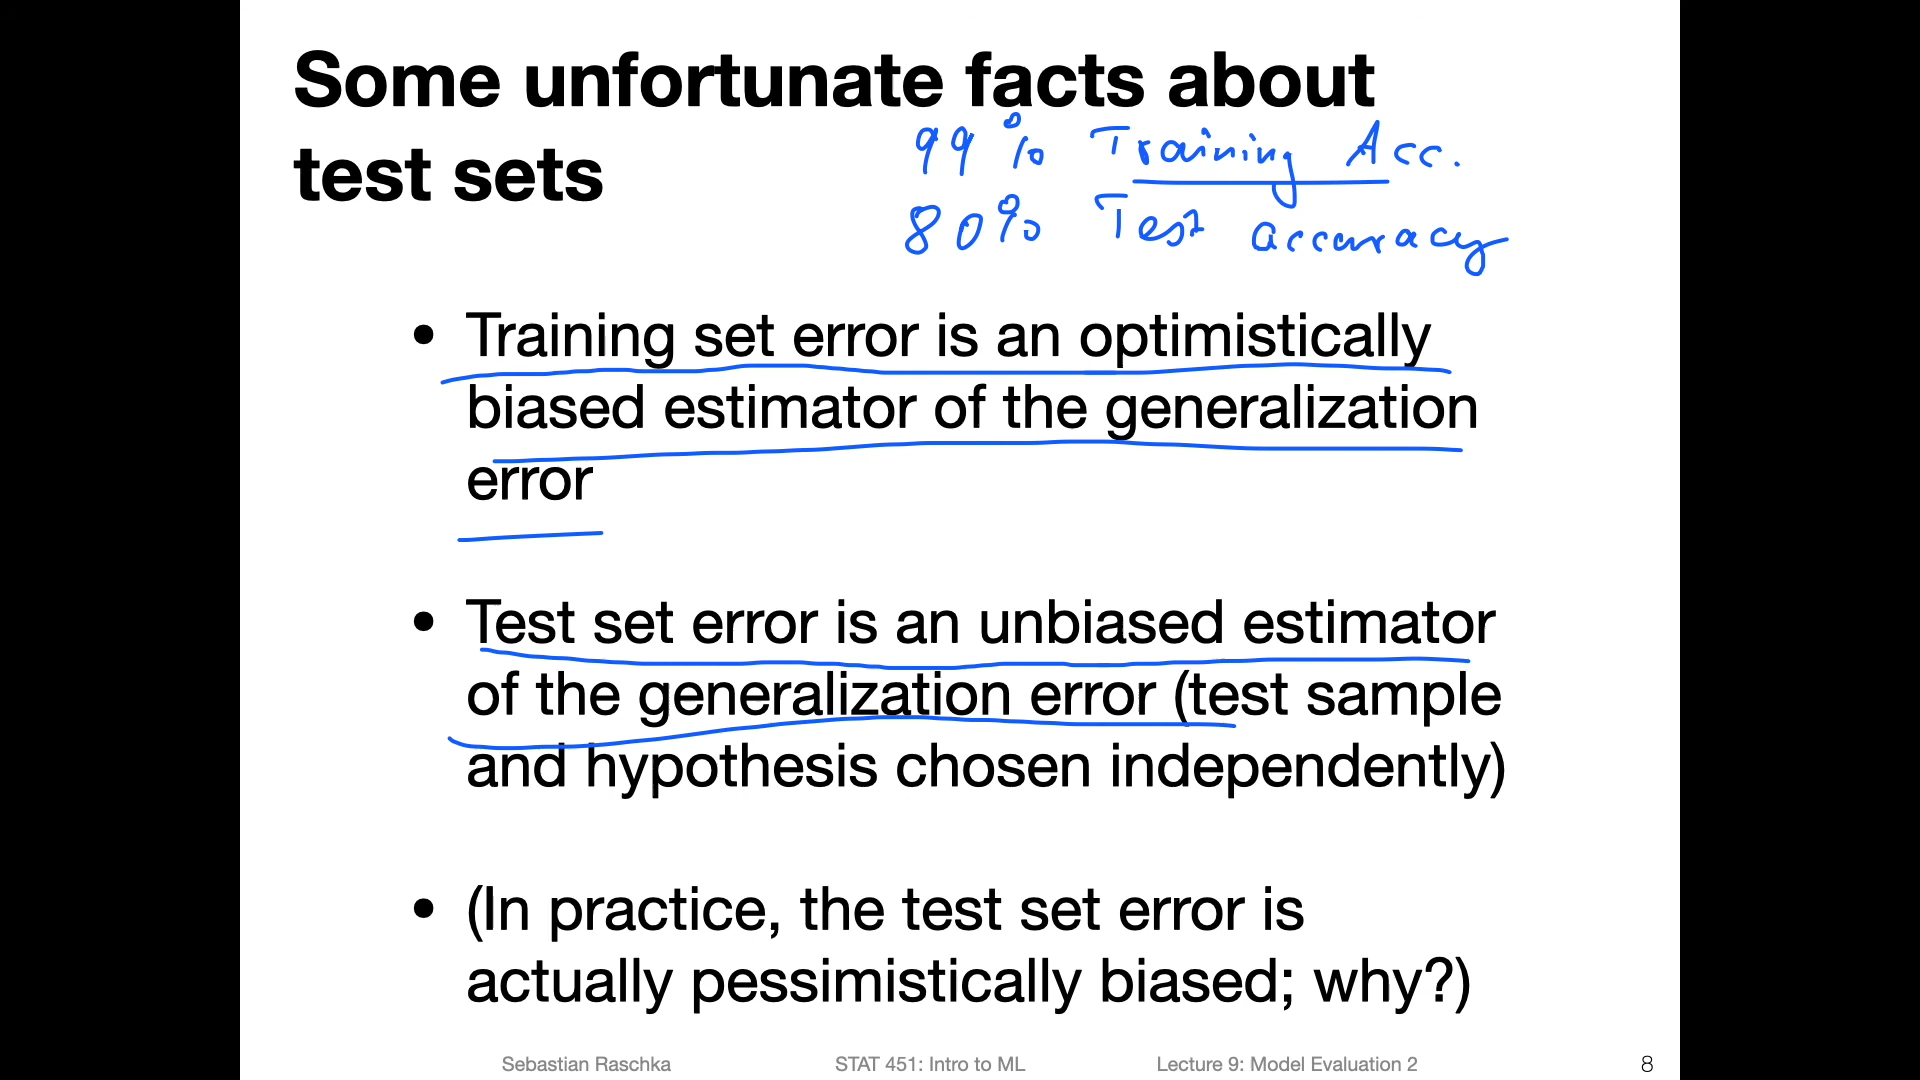 Some unfortunate facts about
test sets
99% Training Acc.
80% Test accuracy
• Training set error is an optimistically
biased estimator of the generalization
error
• Test set error is an unbiased estimator
of the generalization error (test sample
and hypothesis chosen independently)
• (In practice, the test set error is
actually pessimistically biased; why?)
Sebastian Raschka STAT 451: Intro to ML Lecture 9: Model Evaluation 2 8